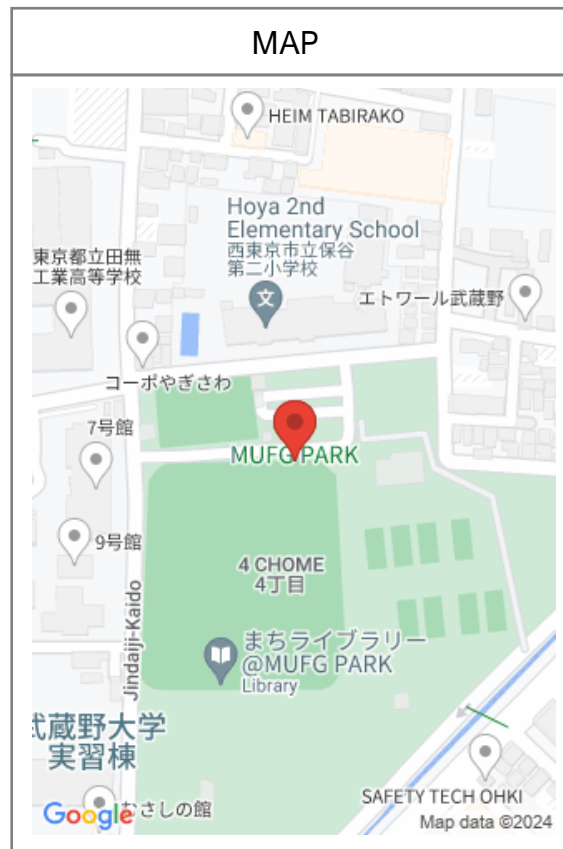 MAP
HEIM TABIRAKO
Hoya 2nd
Elementary School
西東京市立保谷
第二小学校
文
東京都立田無
工業高等学校
エトワール武蔵野
コーポやぎさわ
7号館
MUFG PARK
9号館
4 CHOME
4丁目
Jindaiji-Kaido
まちライブラリー
@MUFG PARK
Library
武蔵野大学
実習棟
SAFETY TECH OHKI
むさしの館
Google
Map data ©2024